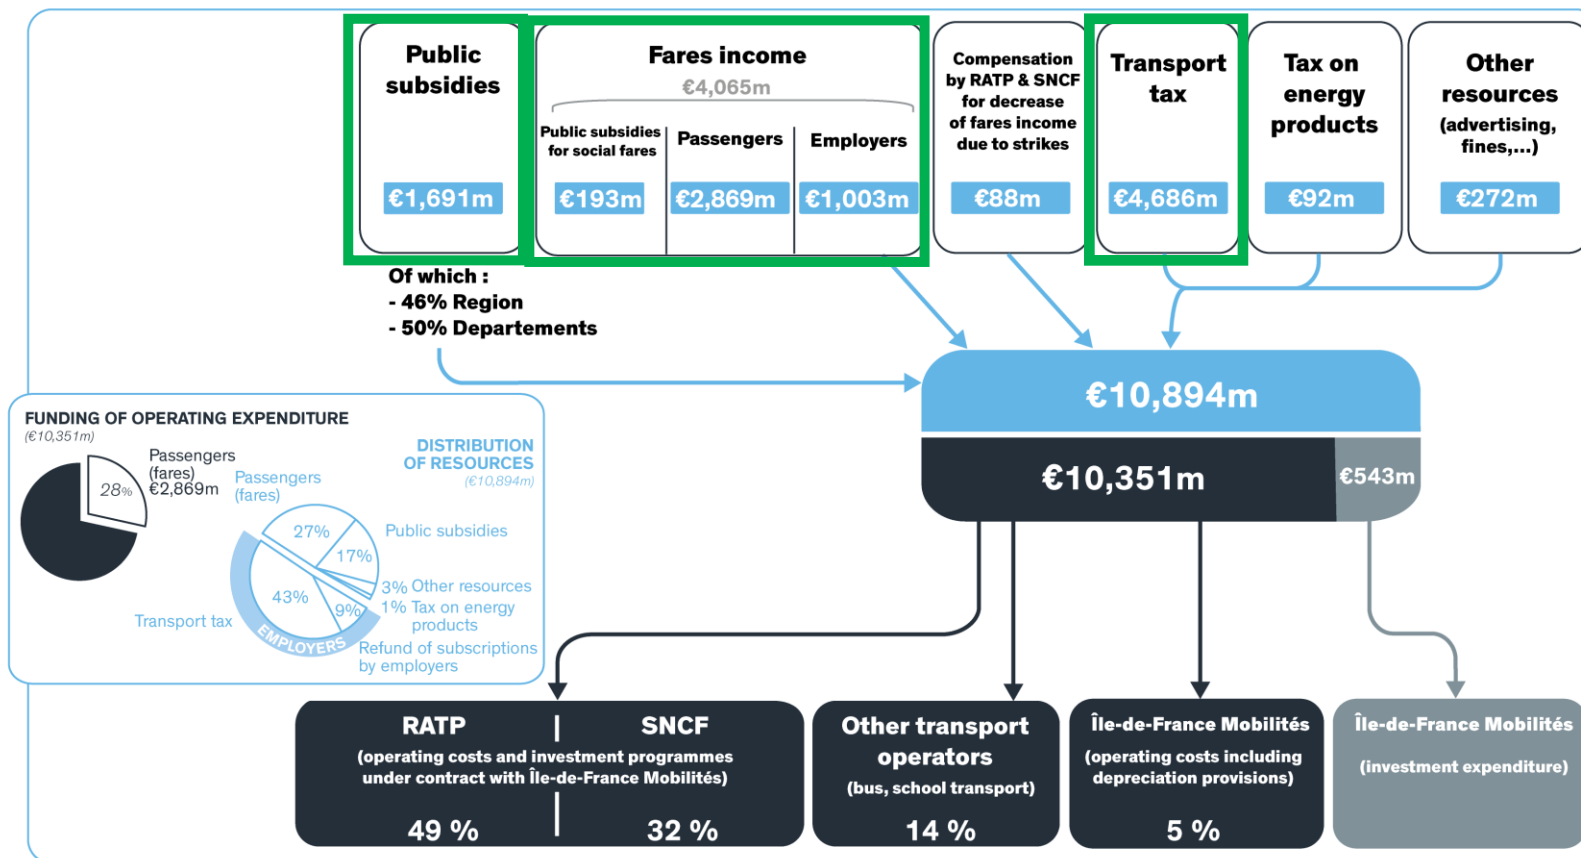 Public
subsidies
€1,691m
Fares income
€4,065m
Public subsidies
for social fares
€193m
Passengers
€2,869m
Employers
€1,003m
Compensation
by RATP & SNCF
for decrease
of fares income
due to strikes
€88m
Transport
tax
€4,686m
Tax on
energy
products
€92m
Other
resources
(advertising,
fines,...)
€272m
Of which :
- 46% Region
- 50% Departements
€10,894m
€10,351m
€543m
FUNDING OF OPERATING EXPENDITURE
(€10,351m)
Passengers
(fares)
€2,869m
28%
DISTRIBUTION
OF RESOURCES
(€10,894m)
Passengers
(fares)
27%
Public subsidies
17%
3% Other resources
1% Tax on energy
products
43%
9%
Transport tax
EMPLOYERS
Refund of subscriptions
by employers
RATP
SNCF
(operating costs and investment programmes
under contract with Île-de-France Mobilités)
49 %
32 %
Other transport
operators
(bus, school transport)
14 %
Île-de-France Mobilités
(operating costs including
depreciation provisions)
5 %
Île-de-France Mobilités
(investment expenditure)